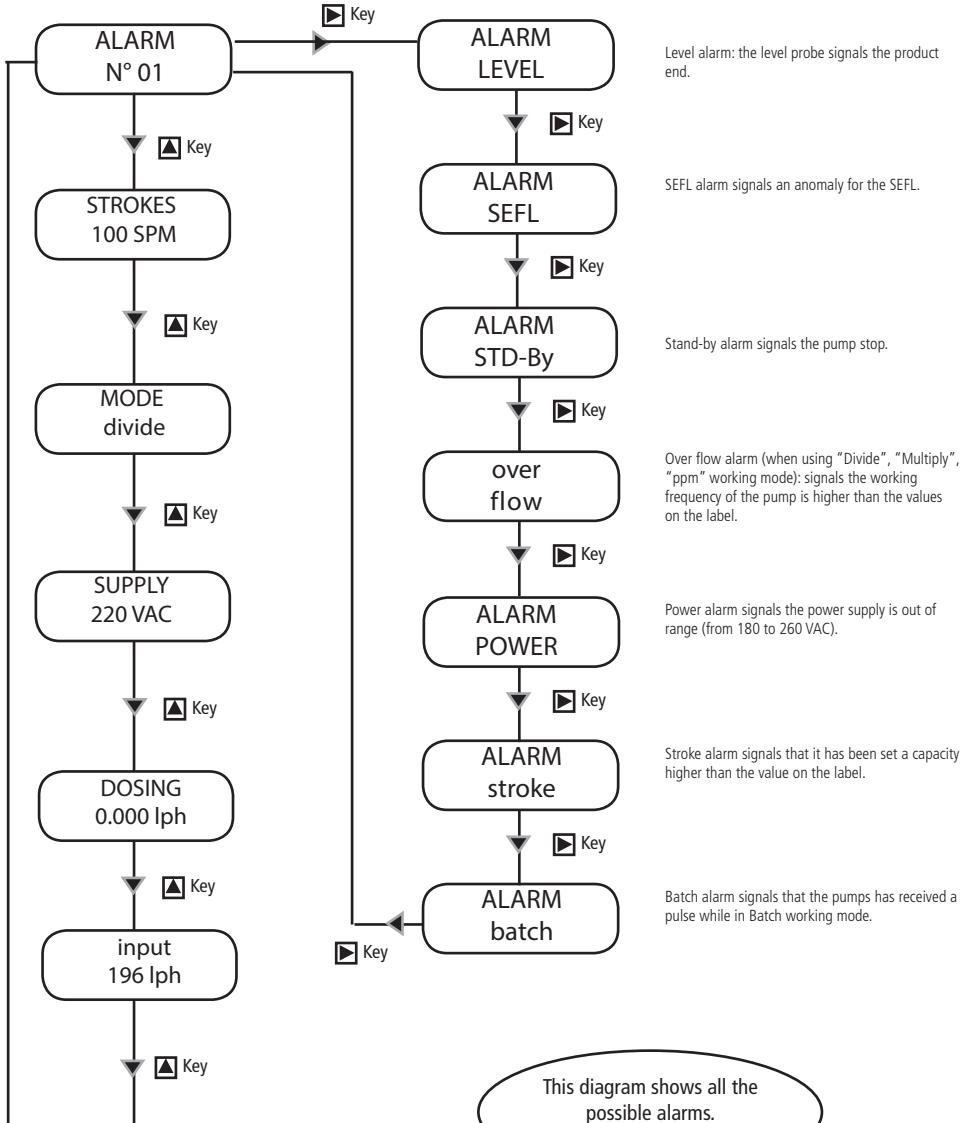 Key
ALARM
N° 01
Key
STROKES
100 SPM
Key
MODE
divide
Key
SUPPLY
220 VAC
Key
DOSING
0.000 lph
Key
input
196 lph
Key
ALARM
LEVEL
Level alarm: the level probe signals the product
end.
Key
ALARM
SEFL
SEFL alarm signals an anomaly for the SEFL.
Key
ALARM
STD-By
Stand-by alarm signals the pump stop.
Key
over
flow
Over flow alarm (when using “Divide”, “Multiply”,
“ppm” working mode): signals the working
frequency of the pump is higher than the values
on the label.
Key
ALARM
POWER
Power alarm signals the power supply is out of
range (from 180 to 260 VAC).
Key
ALARM
stroke
Stroke alarm signals that it has been set a capacity
higher than the value on the label.
Key
ALARM
batch
Batch alarm signals that the pumps has received a
pulse while in Batch working mode.
Key
This diagram shows all the
possible alarms.